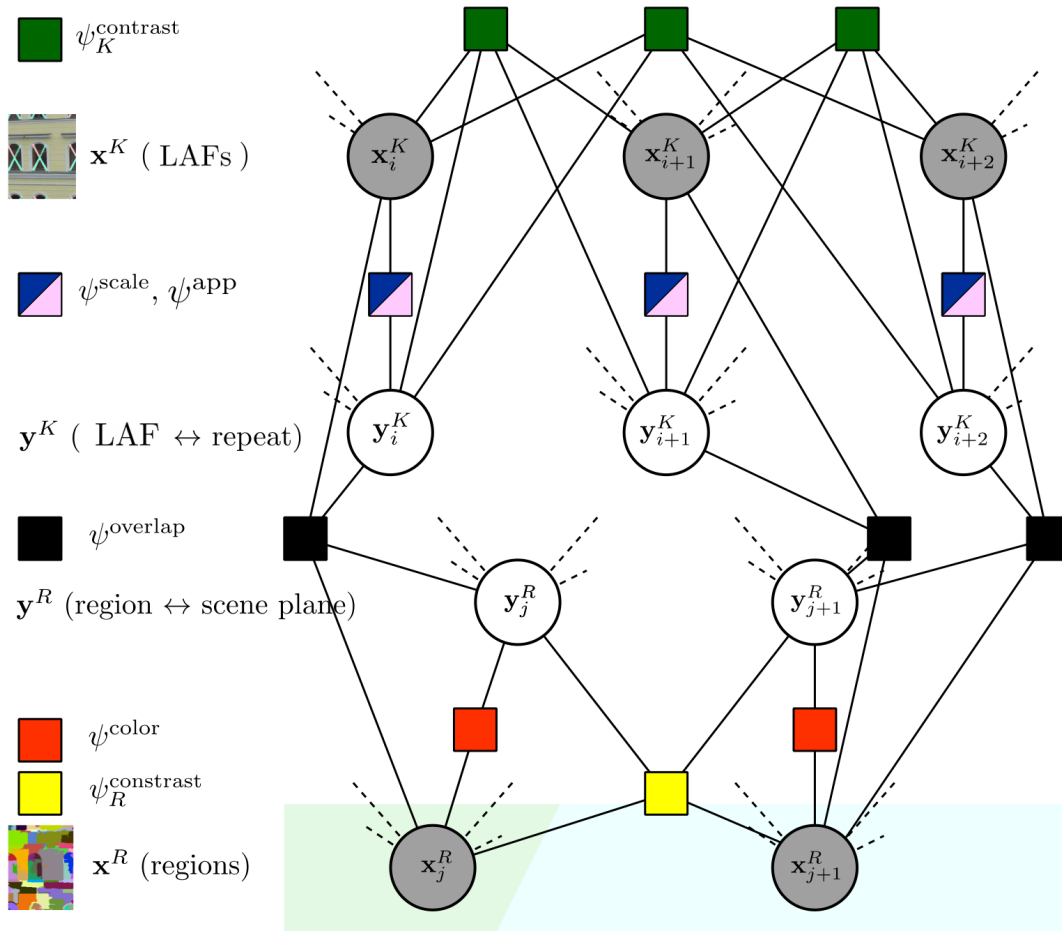 ψ_K^contrast
x^K ( LAFs )
x_i^K x_{i+1}^K x_{i+2}^K
ψ^scale, ψ^app
y^K ( LAF ↔ repeat)
y_i^K y_{i+1}^K y_{i+2}^K
ψ^overlap
y^R (region ↔ scene plane)
y_j^R y_{j+1}^R
ψ^color
ψ_R^constrast
x^R (regions)
x_j^R x_{j+1}^R